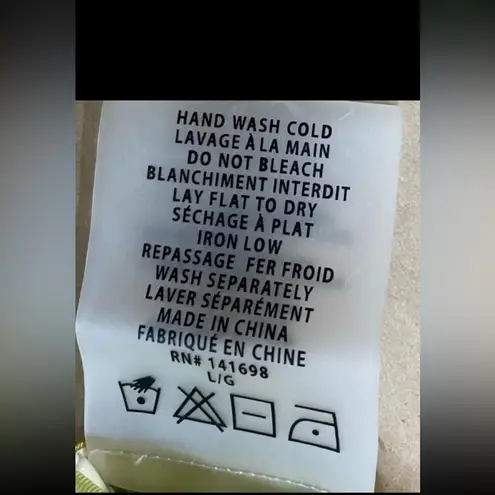 HAND WASH COLD
LAVAGE À LA MAIN
DO NOT BLEACH
BLANCHIMENT INTERDIT
LAY FLAT TO DRY
SÉCHAGE À PLAT
IRON LOW
REPASSAGE FER FROID
WASH SEPARATELY
LAVER SÉPARÉMENT
MADE IN CHINA
FABRIQUÉ EN CHINE
RN# 141698
L/G